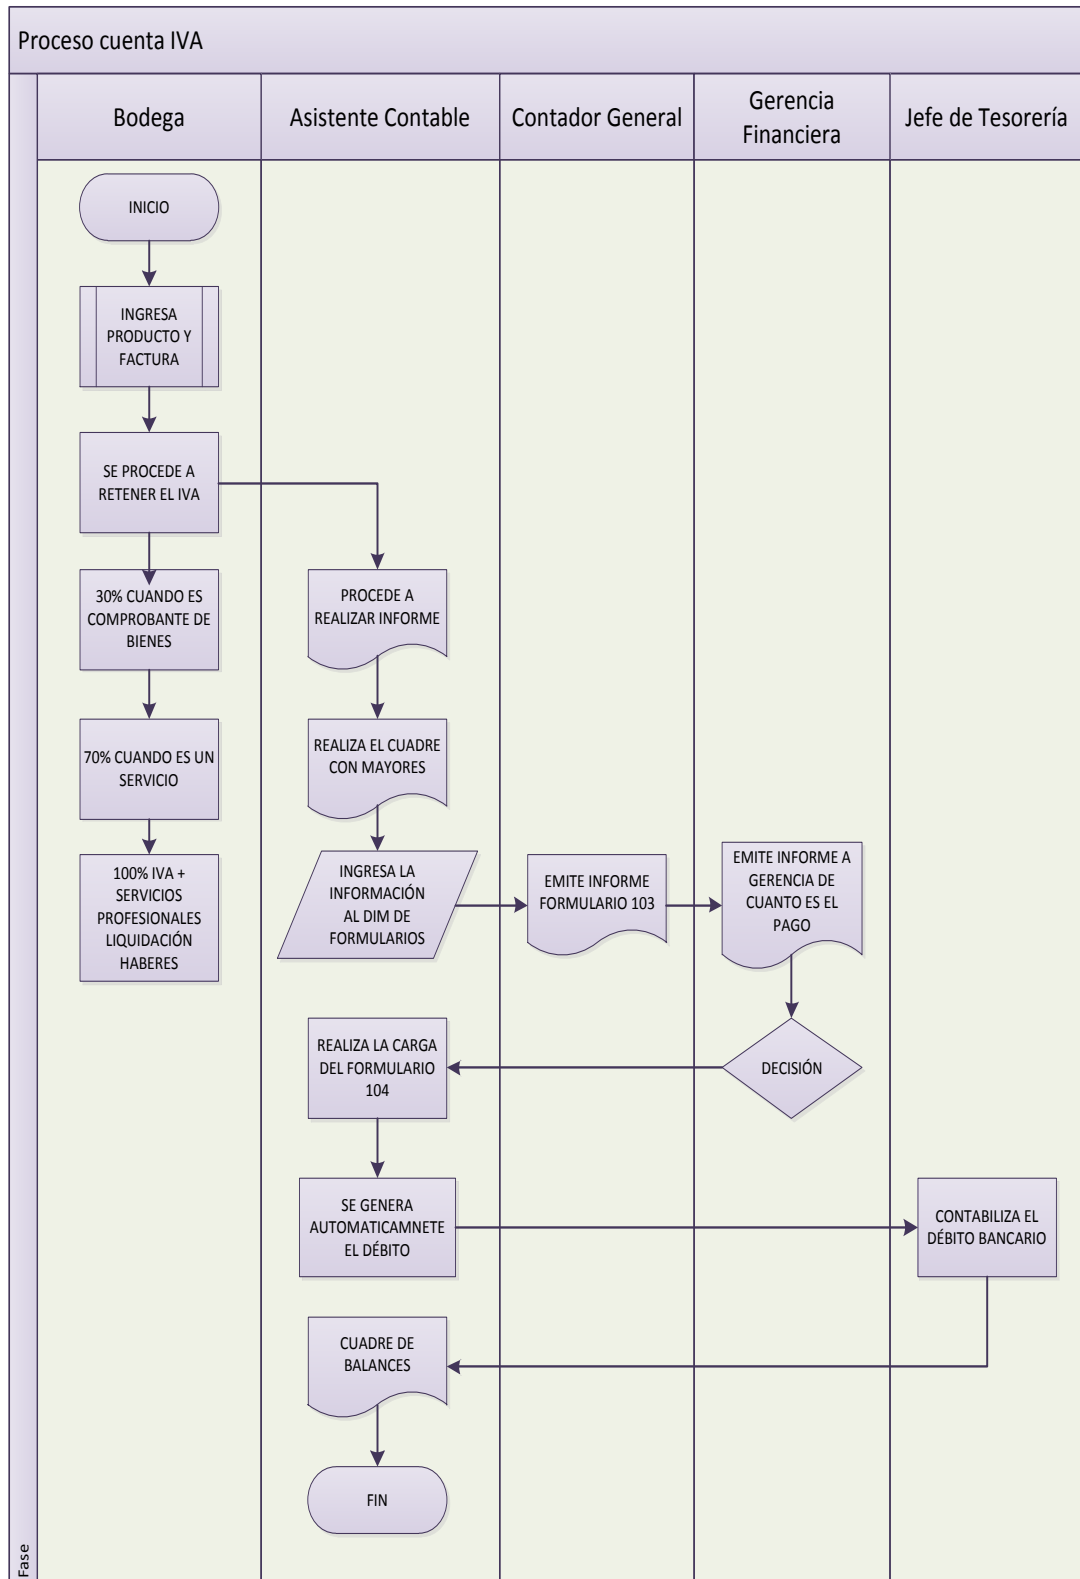 Proceso cuenta IVA
Bodega
Asistente Contable
Contador General
Gerencia
Financiera
Jefe de Tesorería
INICIO
INGRESA
PRODUCTO Y
FACTURA
SE PROCEDE A
RETENER EL IVA
30% CUANDO ES
COMPROBANTE DE
BIENES
PROCEDE A
REALIZAR INFORME
70% CUANDO ES UN
SERVICIO
REALIZA EL CUADRE
CON MAYORES
100% IVA +
SERVICIOS
PROFESIONALES
LIQUIDACIÓN
HABERES
INGRESA LA
INFORMACIÓN
AL DIM DE
FORMULARIOS
EMITE INFORME
FORMULARIO 103
EMITE INFORME A
GERENCIA DE
CUANTO ES EL
PAGO
DECISIÓN
REALIZA LA CARGA
DEL FORMULARIO
104
SE GENERA
AUTOMATICAMNETE
EL DÉBITO
CONTABILIZA EL
DÉBITO BANCARIO
CUADRE DE
BALANCES
FIN
Fase